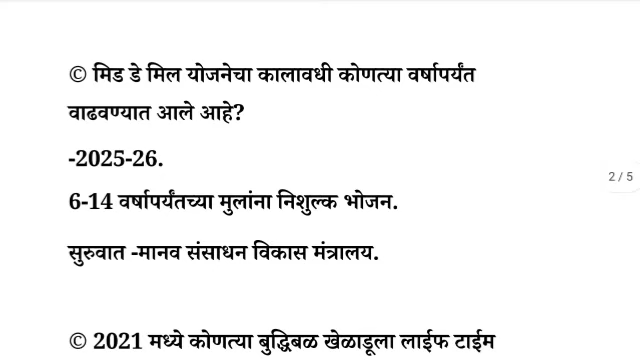 © मिड डे मिल योजनेचा कालावधी कोणत्या वर्षापर्यंत
वाढवण्यात आले आहे?
-2025-26.
2/5
6-14 वर्षापर्यंतच्या मुलांना निशुल्क भोजन.
सुरुवात -मानव संसाधन विकास मंत्रालय.
© 2021 मध्ये कोणत्या बुद्धिबळ खेळाडूला लाईफ टाईम